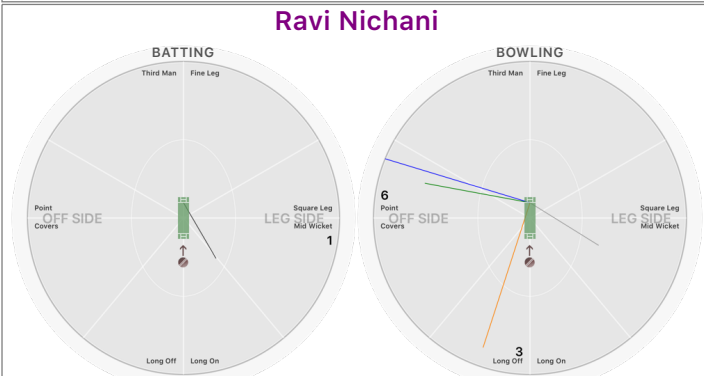 Ravi Nichani
BATTING
Third Man Fine Leg
Point
OFF SIDE
Covers
Square Leg
LEG SIDE
Mid Wicket
1
Long Off Long On
BOWLING
Third Man Fine Leg
6
Point
OFF SIDE
Covers
Square Leg
LEG SIDE
Mid Wicket
3
Long Off Long On